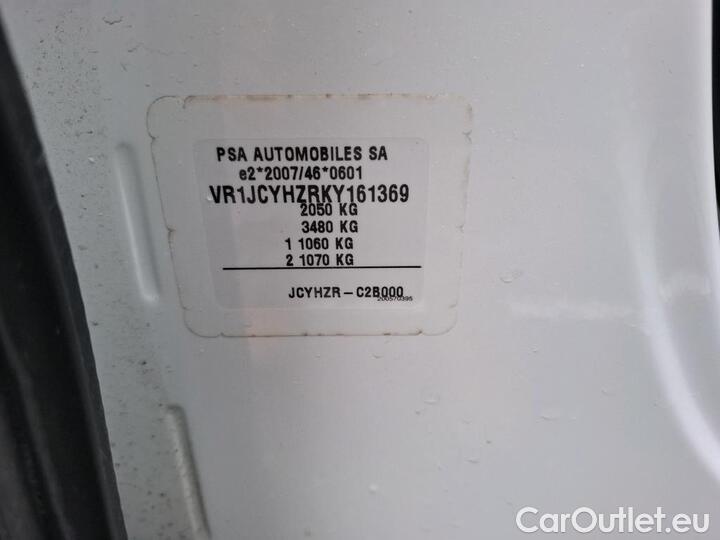 PSA AUTOMOBILES SA
e2*2007/46*0601
VR1JCYHZRKY161369
2050 KG
3480 KG
1 1060 KG
2 1070 KG
JCYHZR – C2B000
200570395
CarOutlet.eu